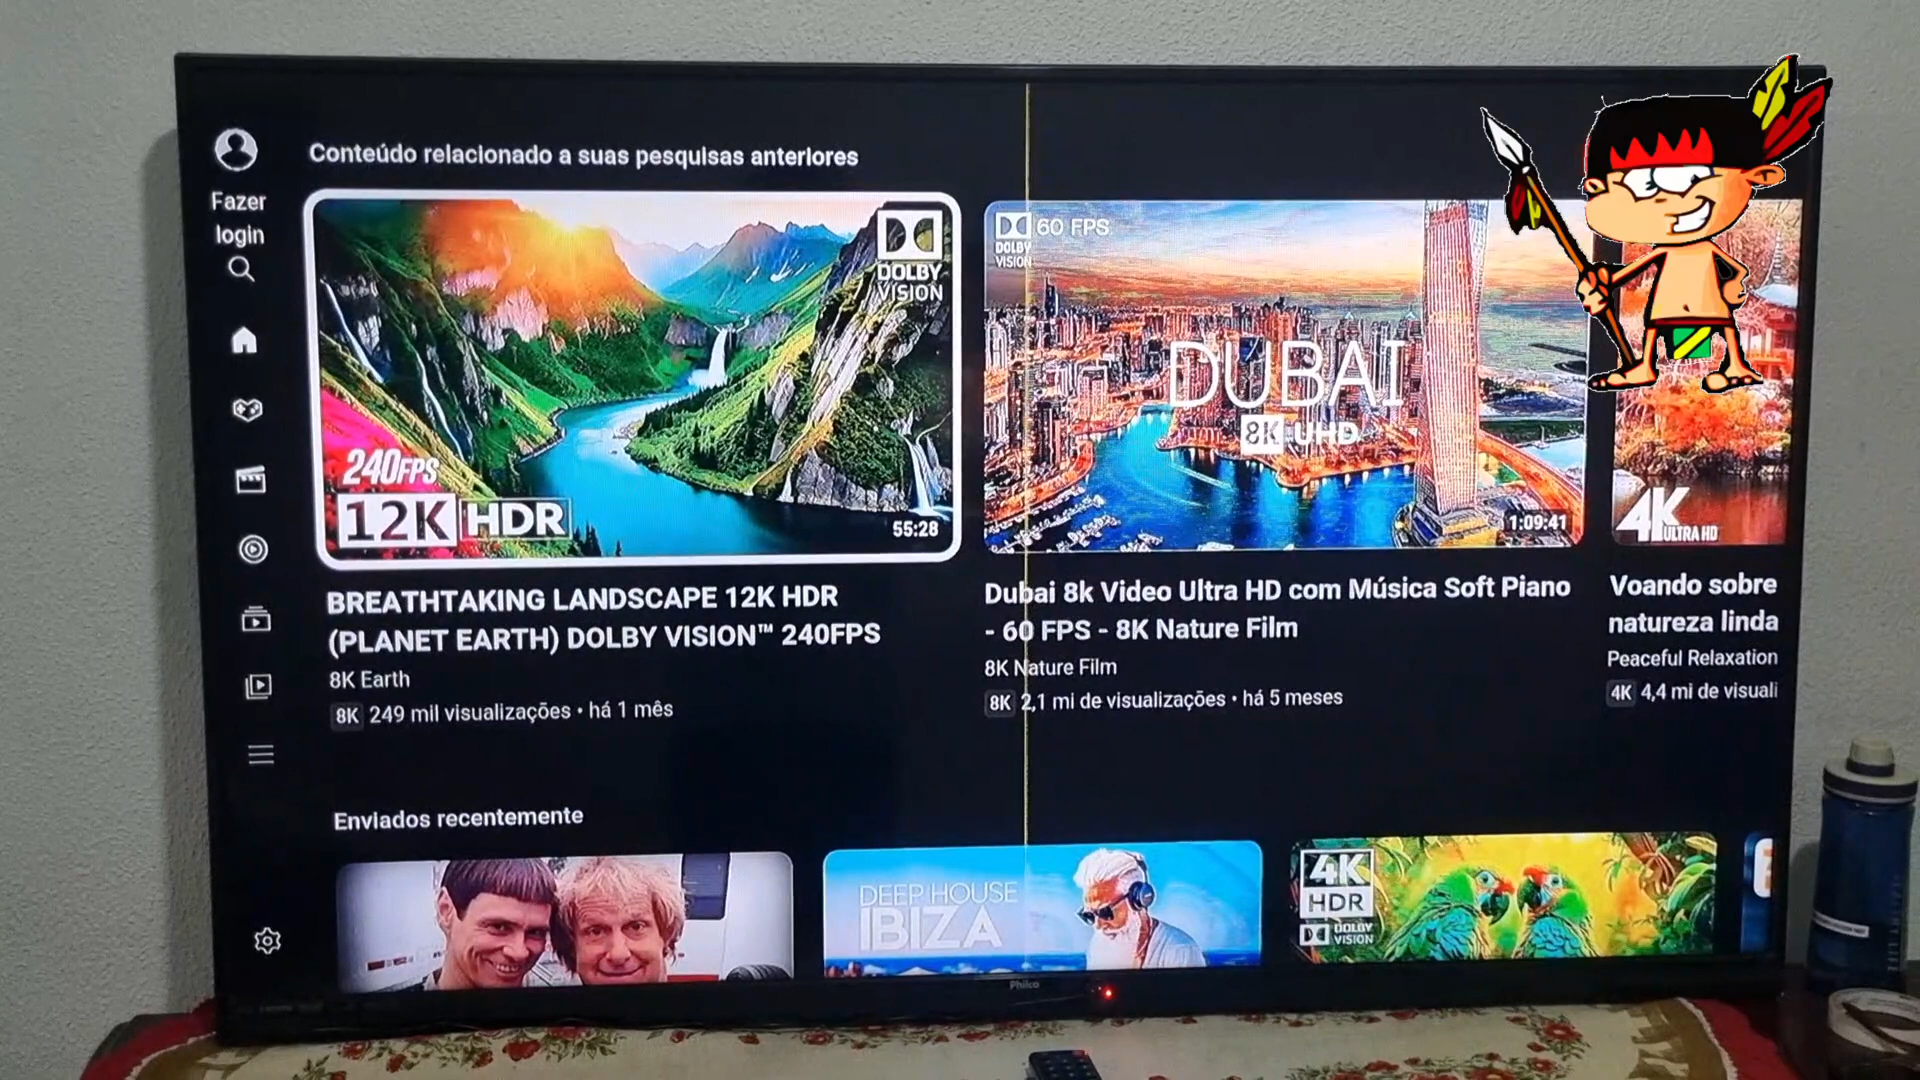 Conteúdo relacionado a suas pesquisas anteriores
Fazer
login
DOLBY
VISION
240FPS
12K HDR
55:28
BREATHTAKING LANDSCAPE 12K HDR
(PLANET EARTH) DOLBY VISION™ 240FPS
8K Earth
8K 249 mil visualizações • há 1 mês
60 FPS
DOLBY
VISION
DUBAI
8K UHD
1:09:41
Dubai 8k Video Ultra HD com Música Soft Piano
- 60 FPS - 8K Nature Film
8K Nature Film
8K 2,1 mi de visualizações • há 5 meses
4K
ULTRA HD
Voando sobre
natureza linda
Peaceful Relaxation
4K 4,4 mi de visuali
Enviados recentemente
DEEP HOUSE
IBIZA
4K
HDR
DOLBY
VISION
Philco